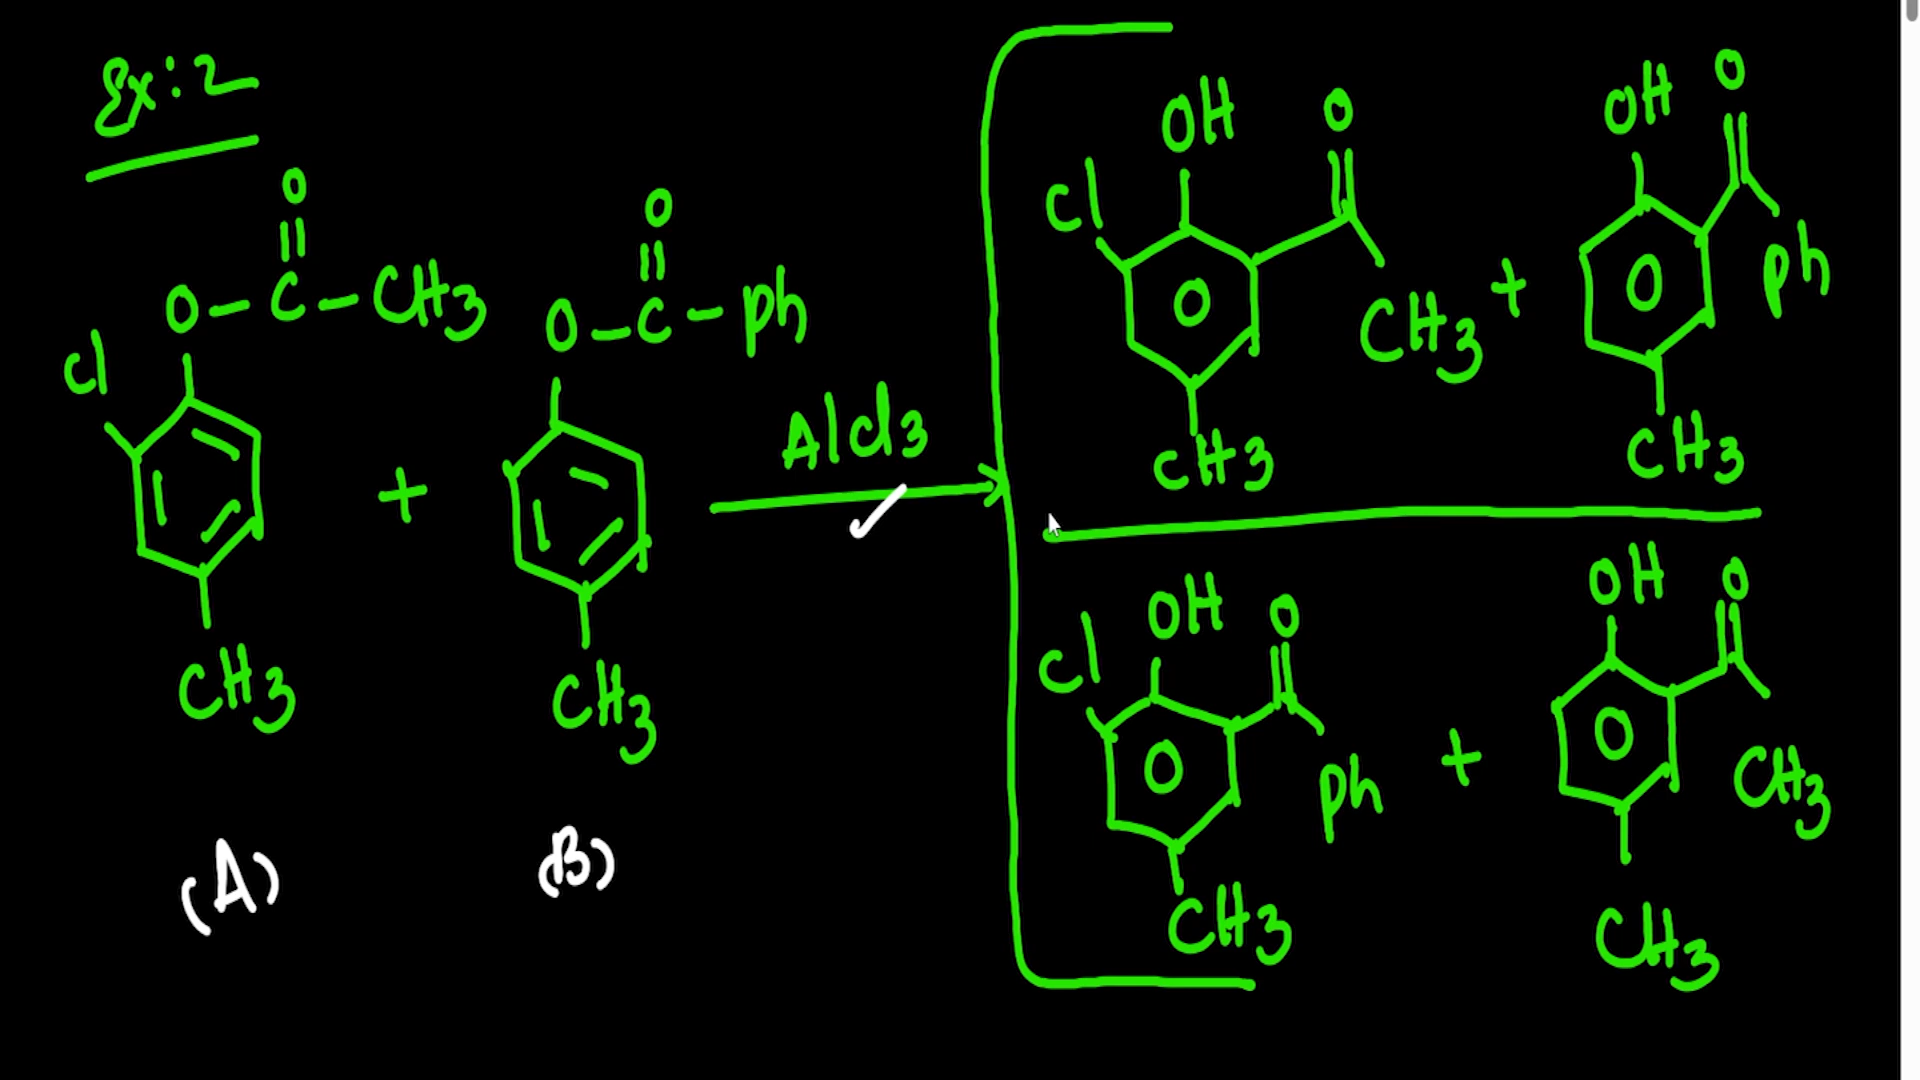 Ex: 2
O
||
O - C - CH3
Cl
CH3
+
O
||
O - C - Ph
CH3
AlCl3
(A)
(B)
OH
O
Cl
CH3
CH3
+
OH
O
Ph
CH3
OH
O
Cl
Ph
CH3
+
OH
O
CH3
CH3